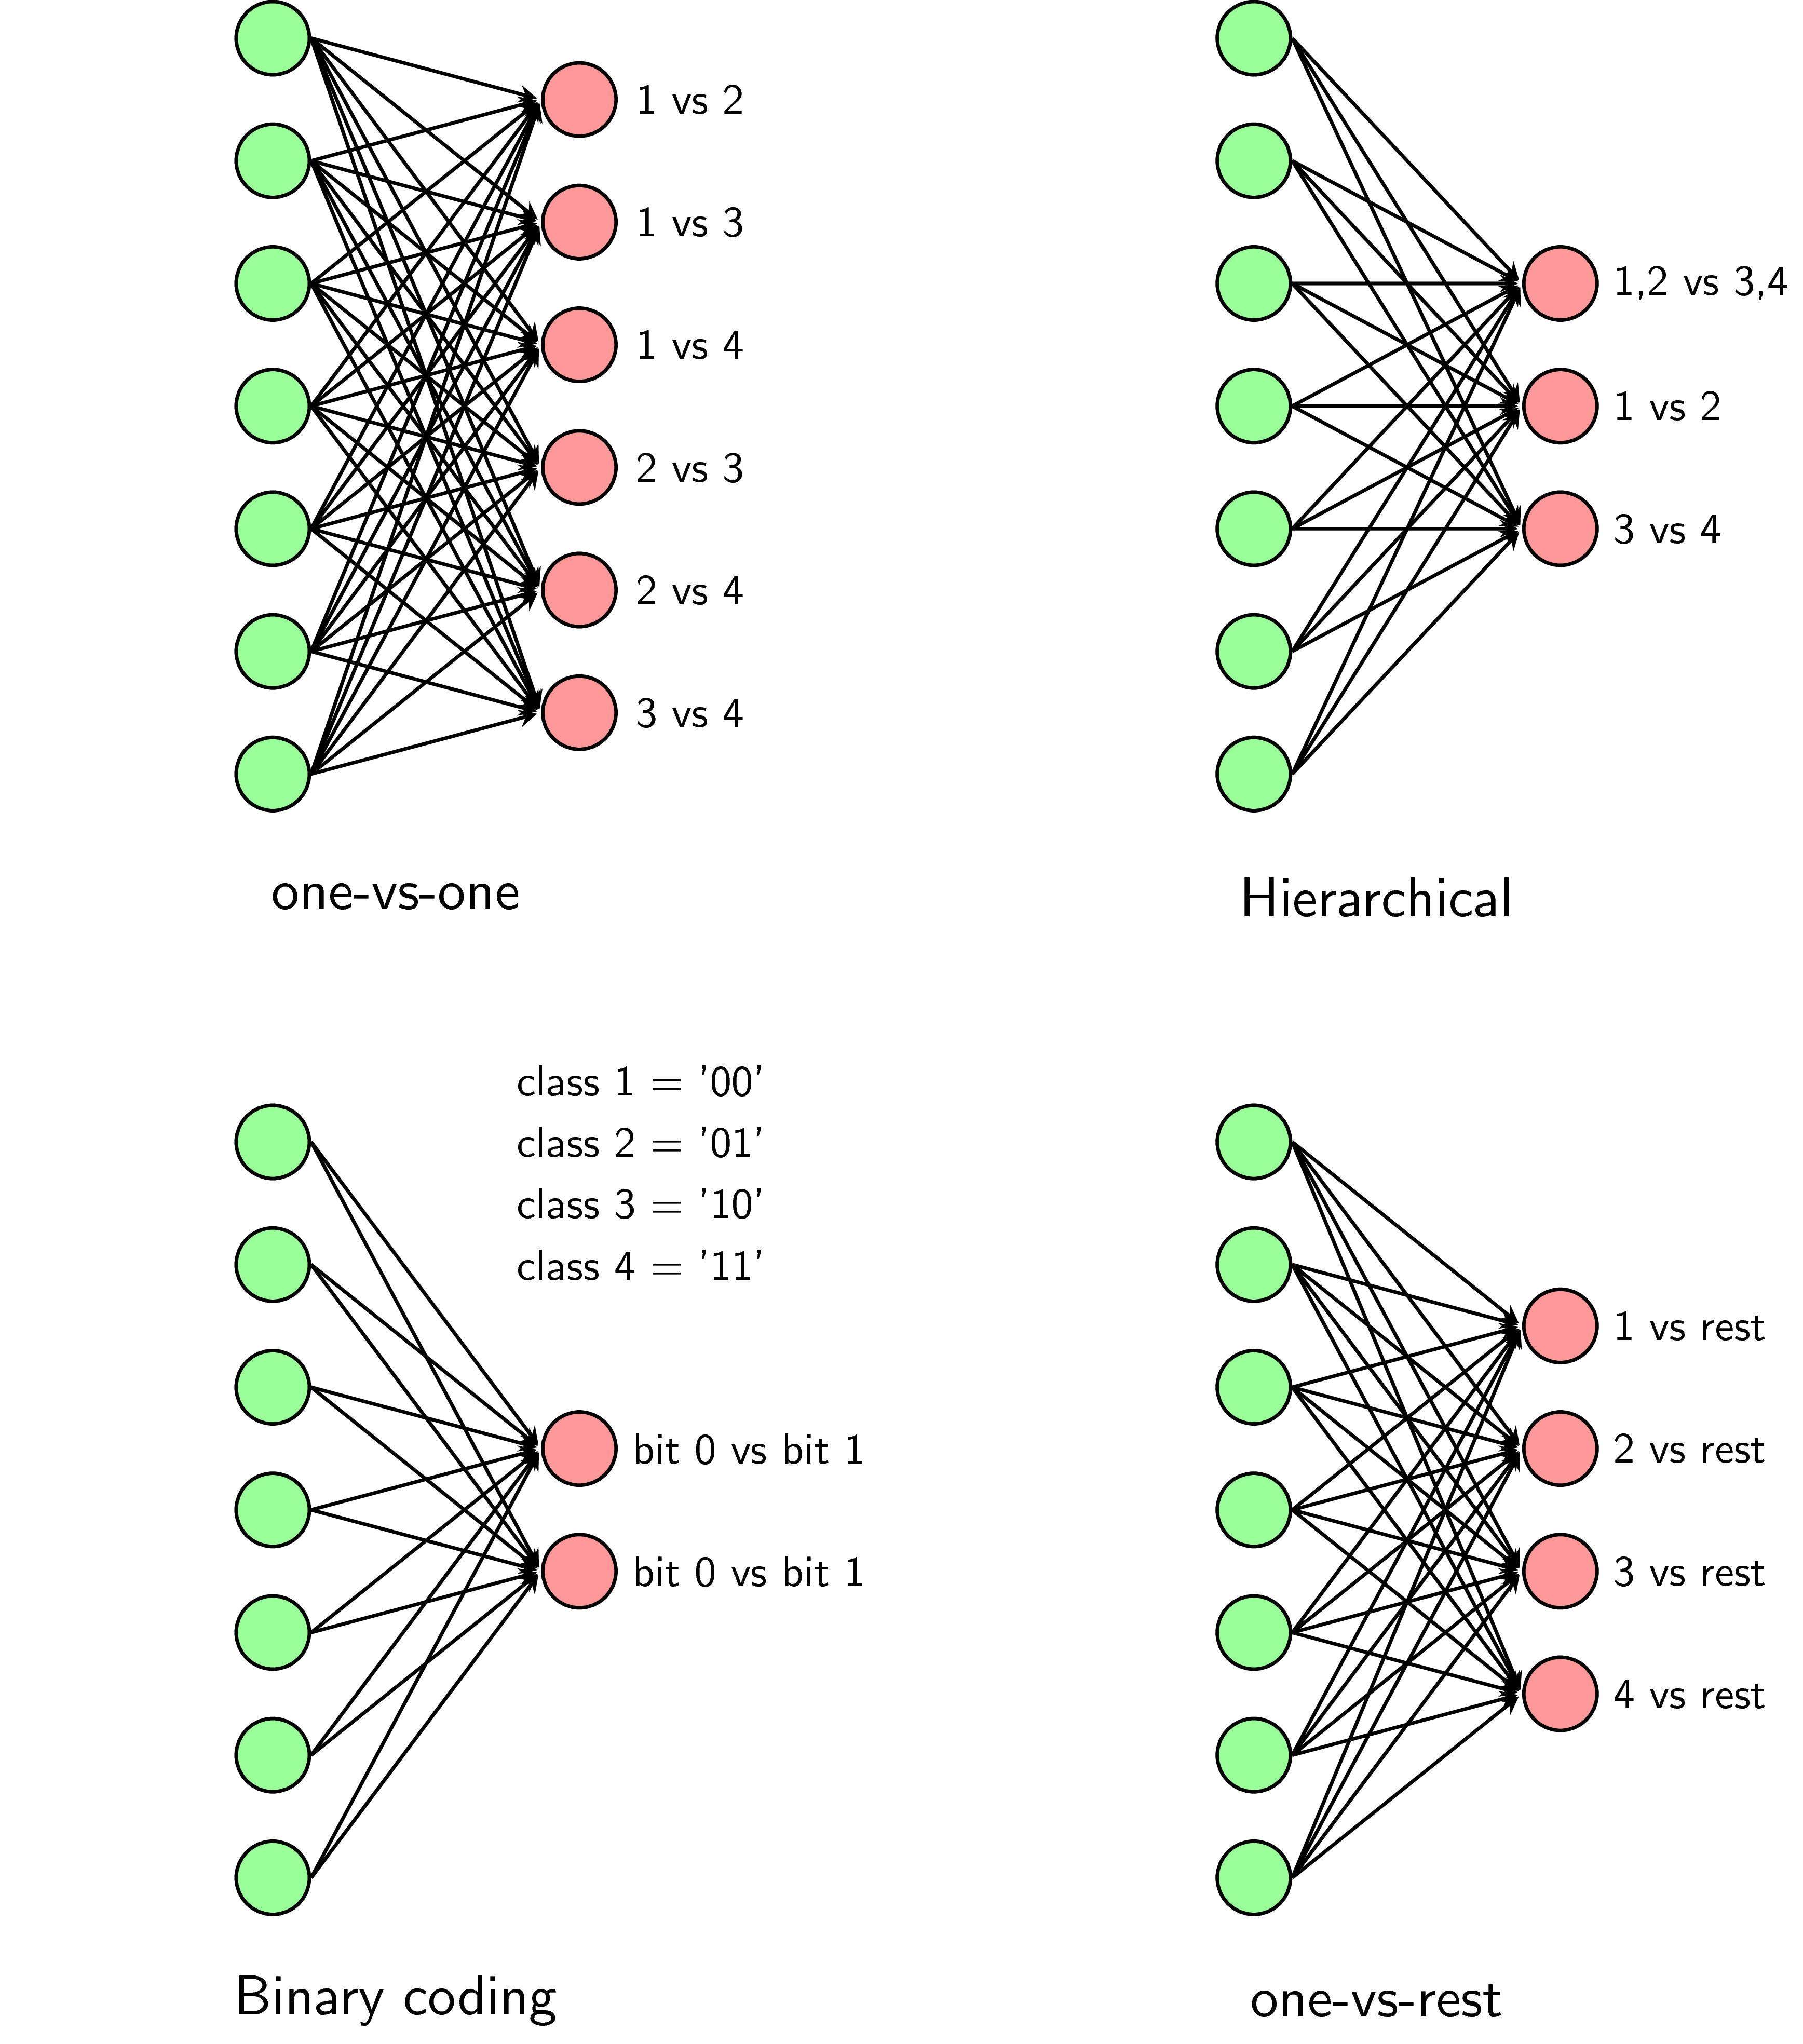 1 vs 2
1 vs 3
1 vs 4
2 vs 3
2 vs 4
3 vs 4
one-vs-one
1,2 vs 3,4
1 vs 2
3 vs 4
Hierarchical
class 1 = '00'
class 2 = '01'
class 3 = '10'
class 4 = '11'
bit 0 vs bit 1
bit 0 vs bit 1
Binary coding
1 vs rest
2 vs rest
3 vs rest
4 vs rest
one-vs-rest